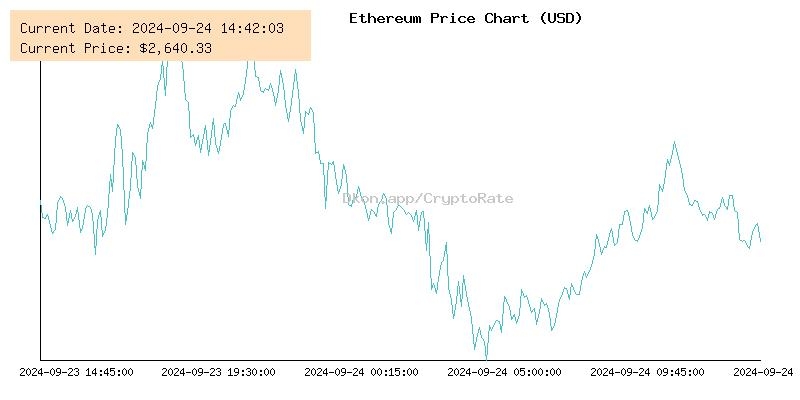 Ethereum Price Chart (USD)
Current Date: 2024-09-24 14:42:03
Current Price: $2,640.33
Dkon.app/CryptoRate
2024-09-23 14:45:00 2024-09-23 19:30:00 2024-09-24 00:15:00 2024-09-24 05:00:00 2024-09-24 09:45:00 2024-09-24